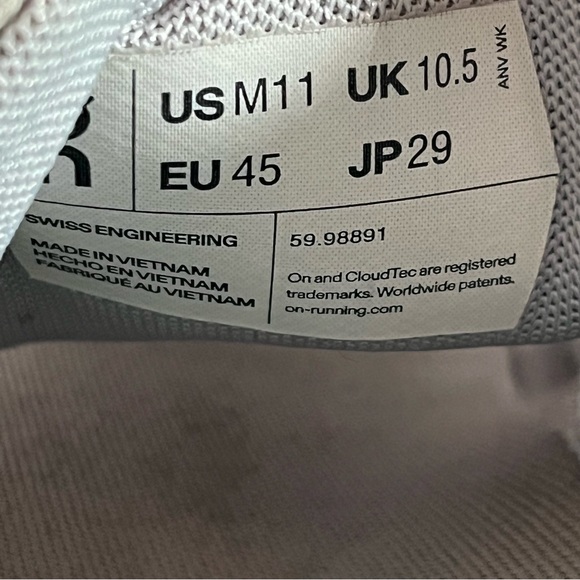 US M11 UK 10.5
EU 45 JP 29
ANV WK
SWISS ENGINEERING
MADE IN VIETNAM
HECHO EN VIETNAM
FABRIQUÉ AU VIETNAM
59.98891
On and CloudTec are registered
trademarks. Worldwide patents.
on-running.com